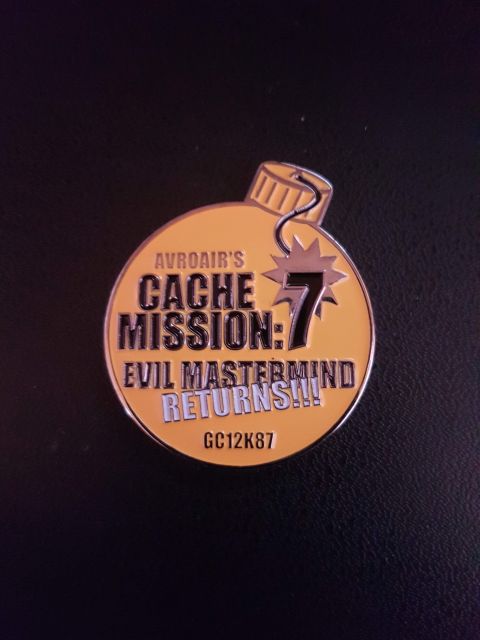 AVROAIR'S
CACHE
MISSION: 7
EVIL MASTERMIND
RETURNS!!!
GC12K87